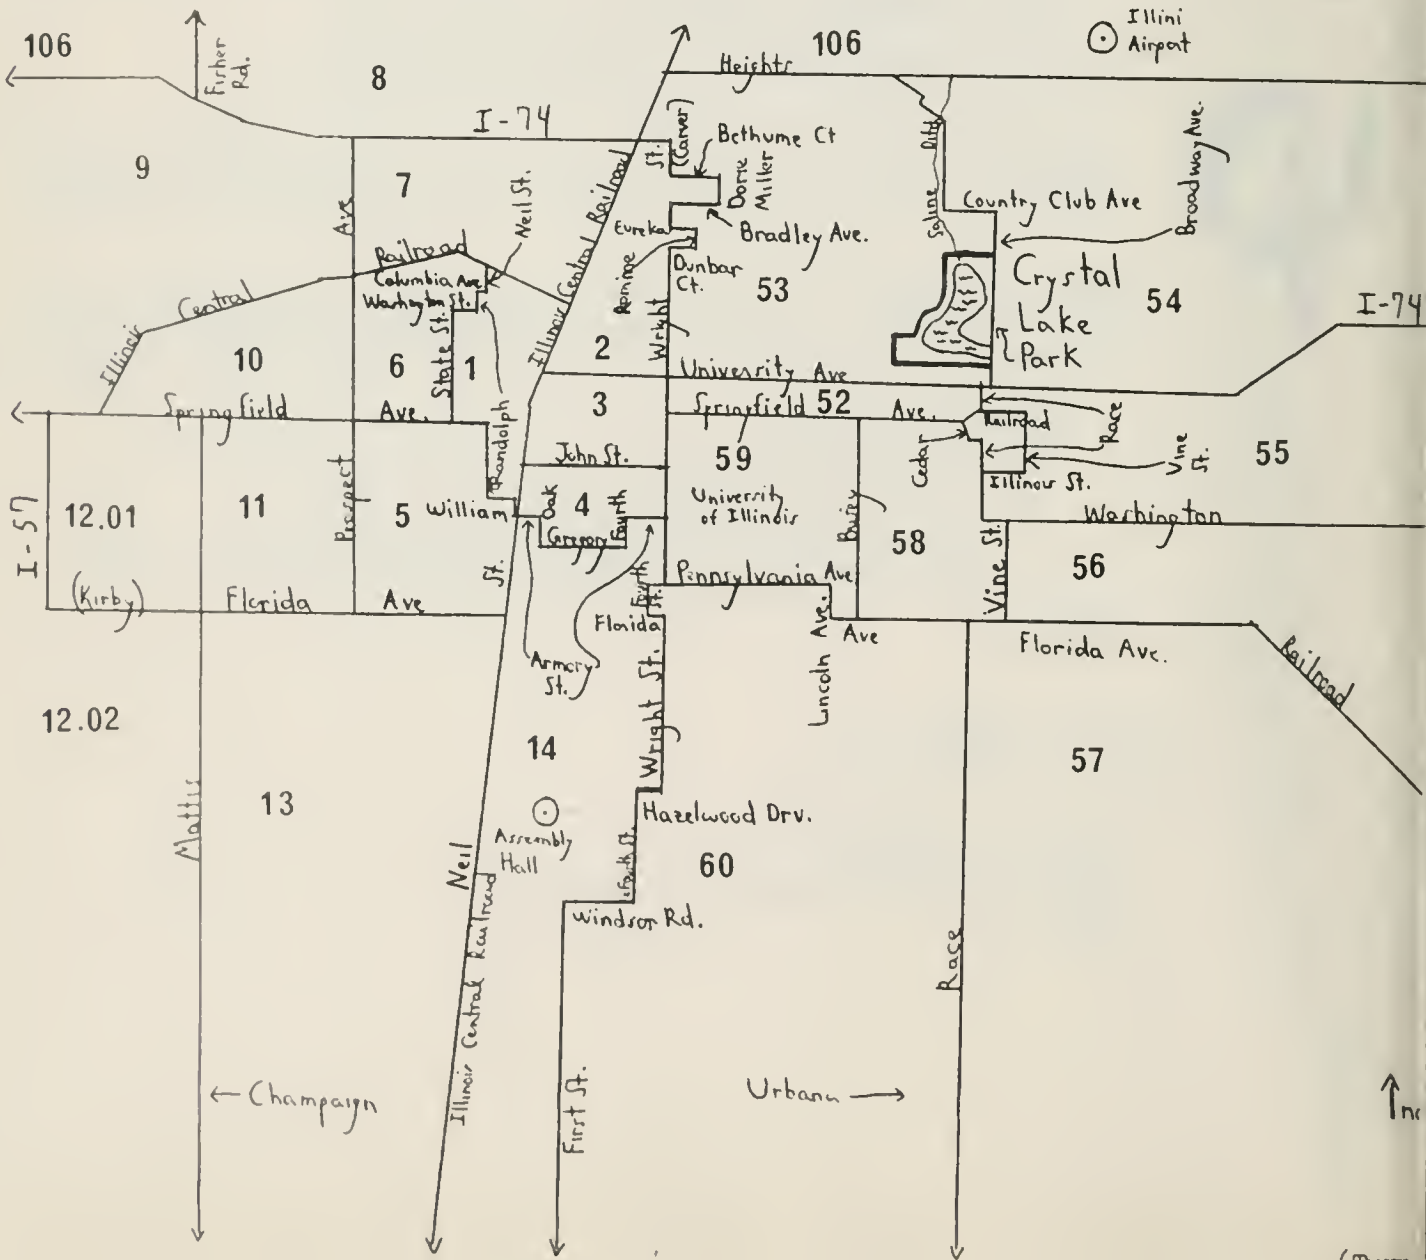 Illini
Airport
106
106
Fisher
Rd.
8
Heights
I-74
(Carver)
St.
Bethume Ct
Dorie
Miller
Saline Ditch
Broadway Ave.
9
7
Neil St.
Illinois Central Railroad
Country Club Ave
Ave
Eureka
Bradley Ave.
Saline
Railroad
Columbia Ave
Washington St.
Romine
Dunbar
Ct.
53
Crystal
Lake
Park
54
I-74
Illinois Central
10
6
State St.
1
2
Wright
University Ave
Springfield
Ave.
Randolph
3
Springfield
52
Ave.
Railroad
Race
Cedar
Vine
St.
55
John St.
59
Illinois St.
I-57
12.01
11
Prospect
5
William
Oak
4
Fourth
Gregory
University
of Illinois
58
Washington
St.
Vine St.
56
(Kirby)
Florida
Ave
Fourth
St.
Pennsylvania Ave
Florida
Lincoln Ave.
Ave
Florida Ave.
Railroad
Armory
St.
12.02
14
Wright St.
57
Mattis
13
Assembly
Hall
Hazelwood Drv.
Neil
Fourth St.
60
Windsor Rd.
Illinois Central Railroad
Race
First St.
Champaign
Urbana